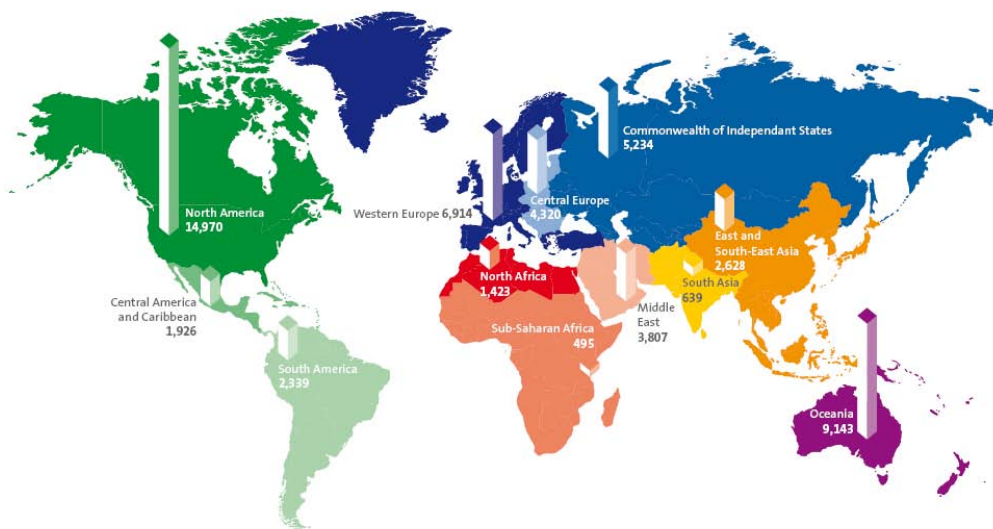 Commonwealth of Independant States
5,234
North America
14,970
Western Europe 6,914
Central Europe
4,320
East and
South-East Asia
2,628
North Africa
1,423
South Asia
639
Central America
and Caribbean
1,926
Middle
East
3,807
Sub-Saharan Africa
495
South America
2,339
Oceania
9,143